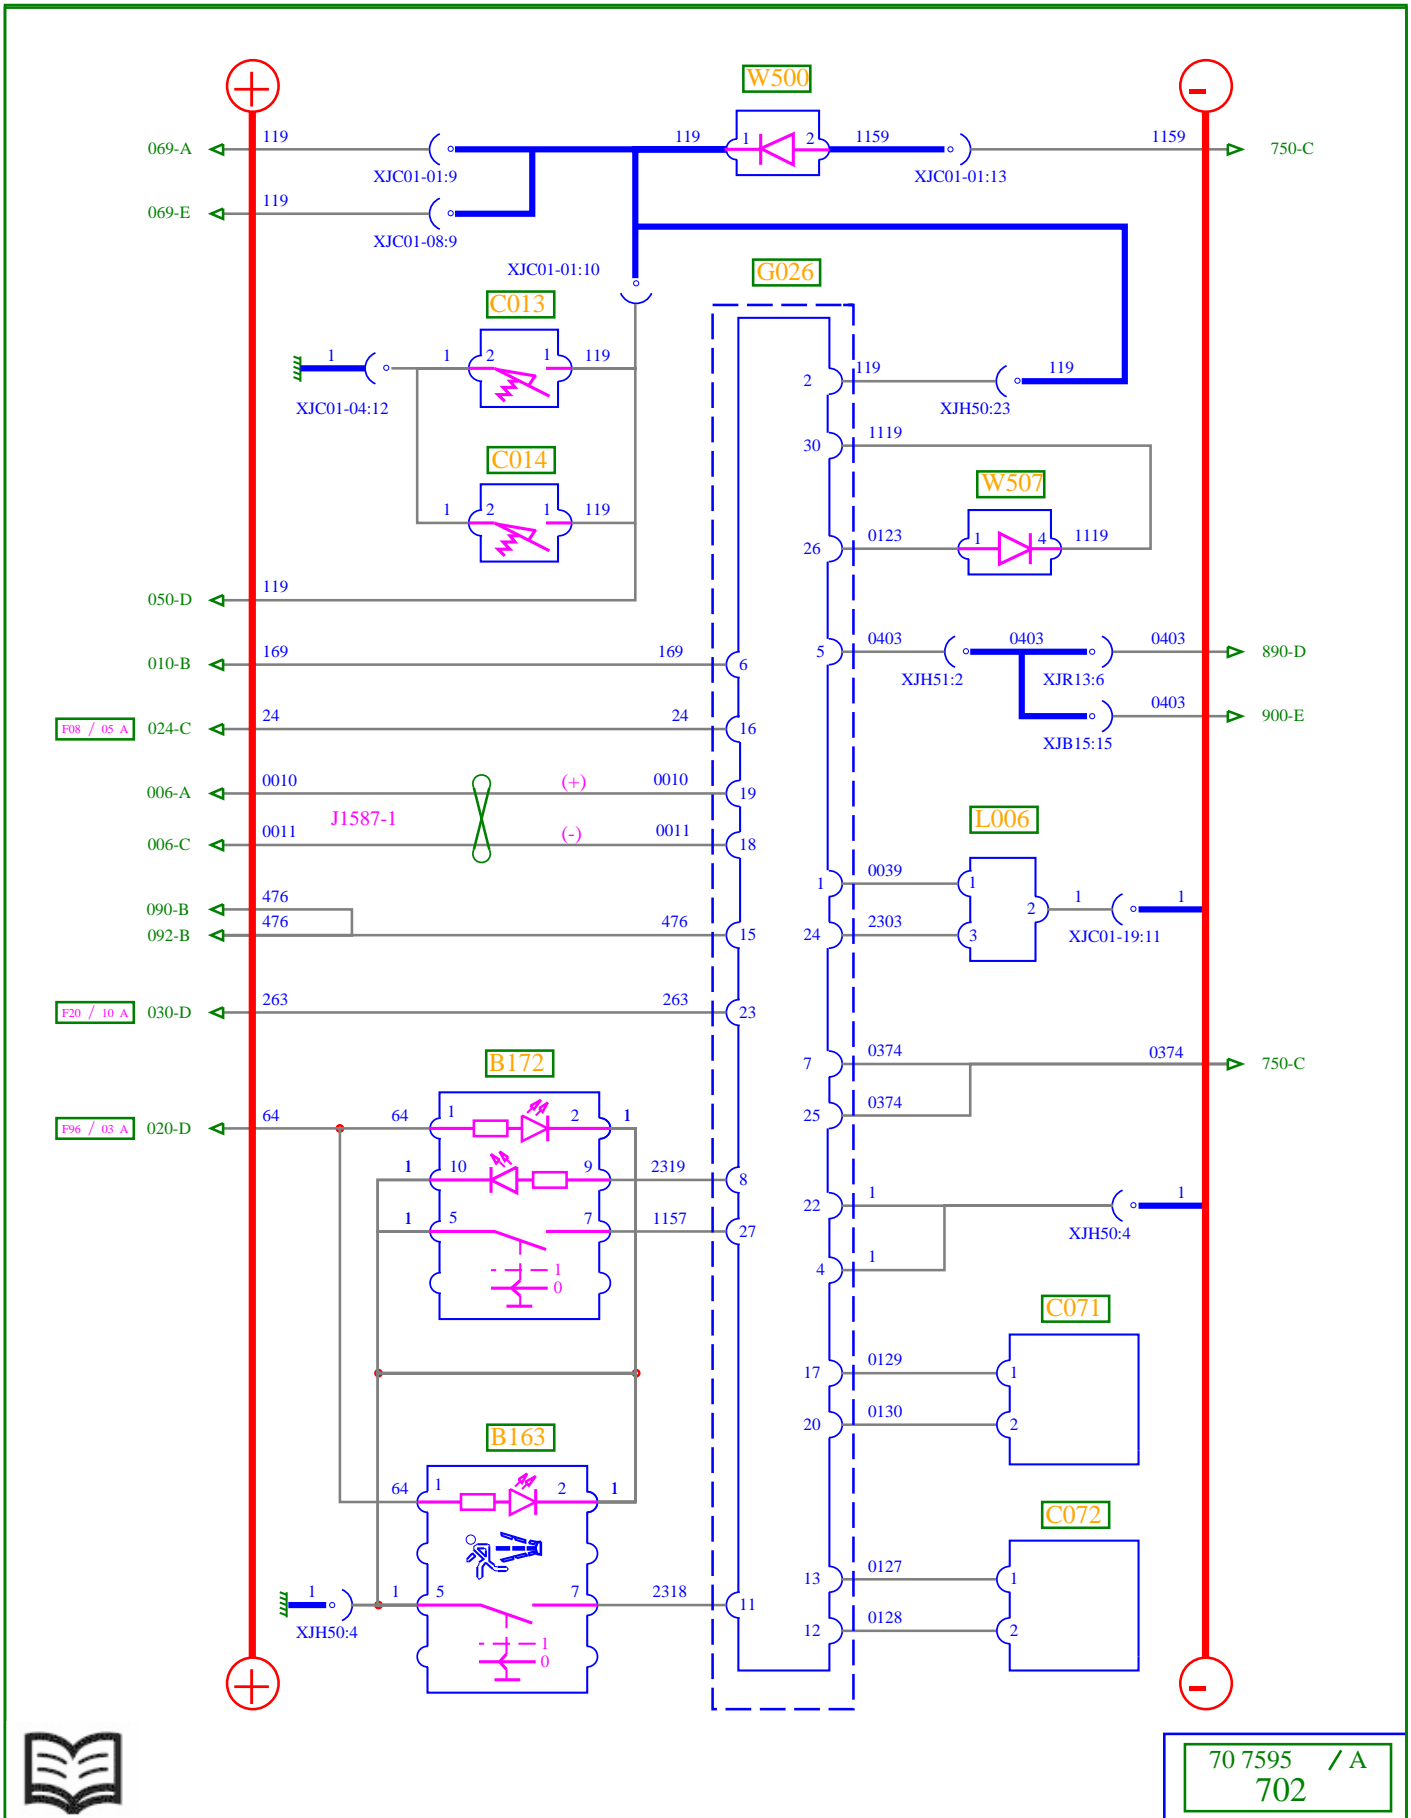 W500
069-A 119 119 1 2 1159 1159 750-C
XJC01-01:9 XJC01-01:13
069-E 119
XJC01-08:9
XJC01-01:10 G026
C013
1 1 2 1 119 2 119 119
XJC01-04:12 XJH50:23
30 1119
C014 W507
1 2 1 119
26 0123 1 4 1119
050-D 119
5 0403 0403 0403 890-D
010-B 169 169 6
XJH51:2 XJR13:6
0403 900-E
F08 / 05 A 024-C 24 24 16
XJB15:15
006-A 0010 (+) 0010 19
J1587-1 L006
006-C 0011 (-) 0011 18
1 0039 1
090-B 476
2 1 1
092-B 476 476 15 24 2303 3
XJC01-19:11
F20 / 10 A 030-D 263 263 23
B172
7 0374 0374 750-C
25 0374
F96 / 03 A 020-D 64 64 1 2 1
1 10 9 2319 8
22 1 1
1 5 7 1157 27
XJH50:4
4 1
1
0
C071
17 0129 1
20 0130 2
B163
64 1 2 1
C072
13 0127 1
1 1 5 7 2318 11
XJH50:4
12 0128 2
1
0
70 7595 / A
702